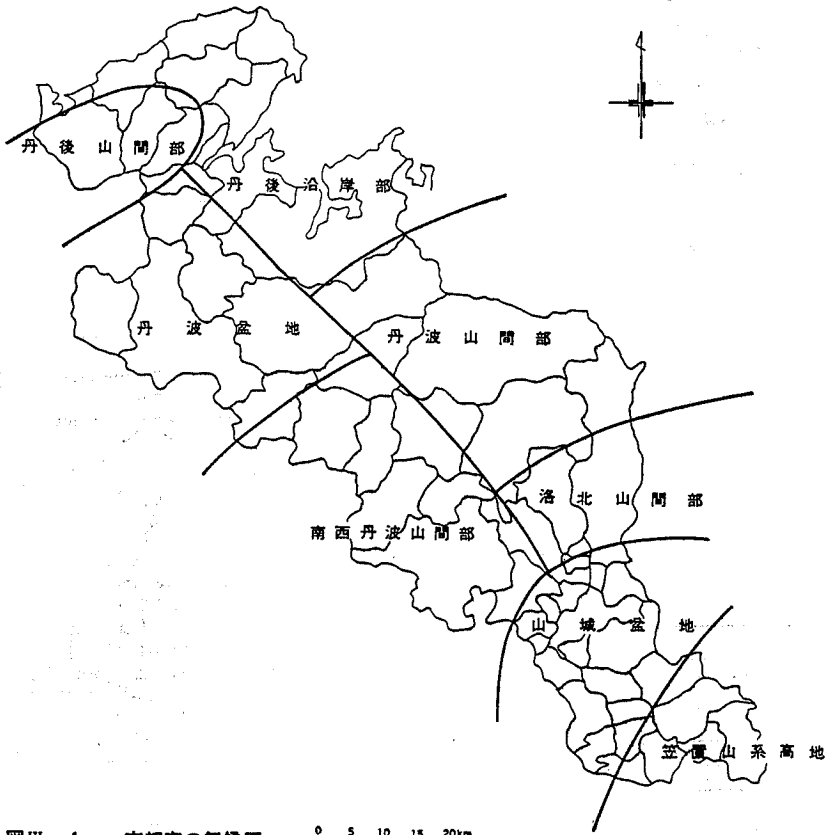 丹後山間部
丹後沿岸部
丹波盆地
丹波山間部
洛北山間部
南西丹波山間部
山城盆地
笠置山系高地
0 5 10 15 20km